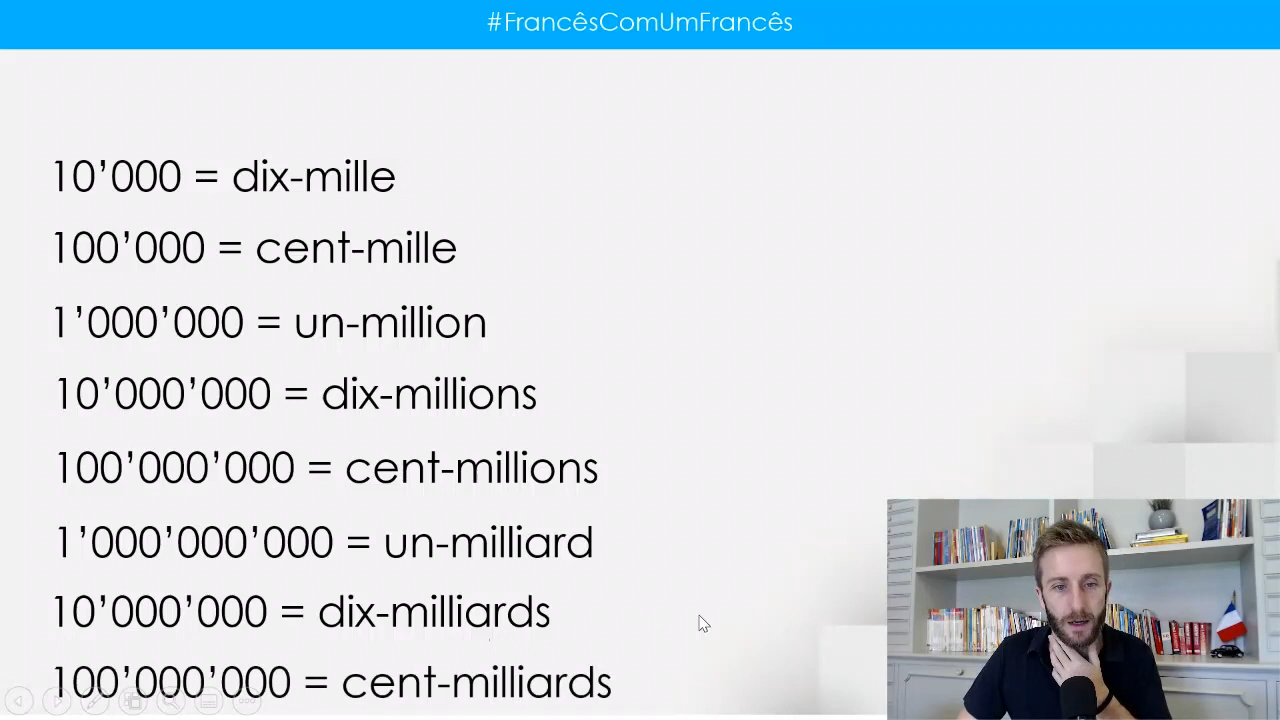 #FrancêsComUmFrancês
10’000 = dix-mille
100’000 = cent-mille
1’000’000 = un-million
10’000’000 = dix-millions
100’000’000 = cent-millions
1’000’000’000 = un-milliard
10’000’000 = dix-milliards
100’000’000 = cent-milliards